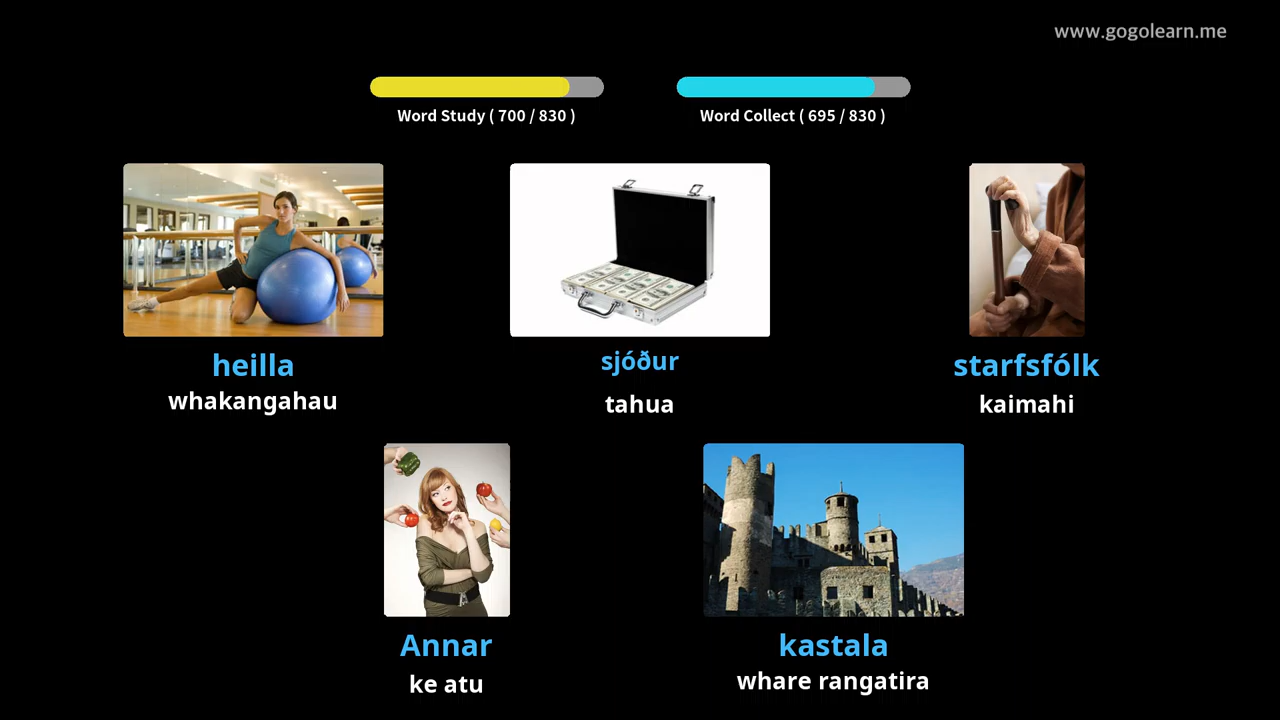 www.gogolearn.me
Word Study ( 700 / 830 )
Word Collect ( 695 / 830 )
heilla
whakangahau
sjóður
tahua
starfsfólk
kaimahi
Annar
ke atu
kastala
whare rangatira